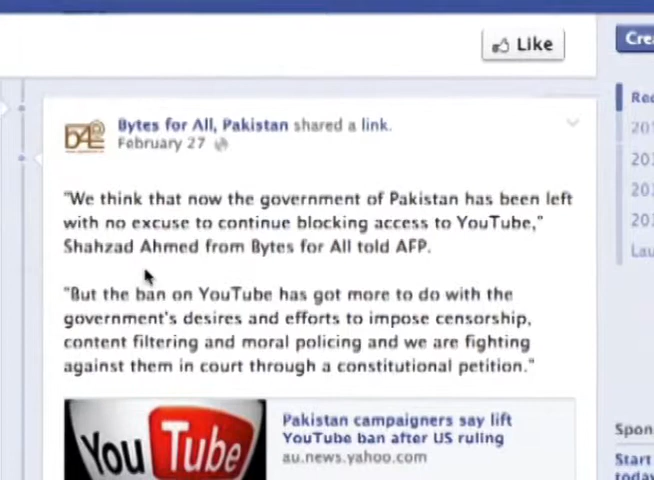 Like
Bytes for All, Pakistan shared a link.
February 27
"We think that now the government of Pakistan has been left
with no excuse to continue blocking access to YouTube,"
Shahzad Ahmed from Bytes for All told AFP.
"But the ban on YouTube has got more to do with the
government's desires and efforts to impose censorship,
content filtering and moral policing and we are fighting
against them in court through a constitutional petition."
You Tube
Pakistan campaigners say lift
YouTube ban after US ruling
au.news.yahoo.com
Start